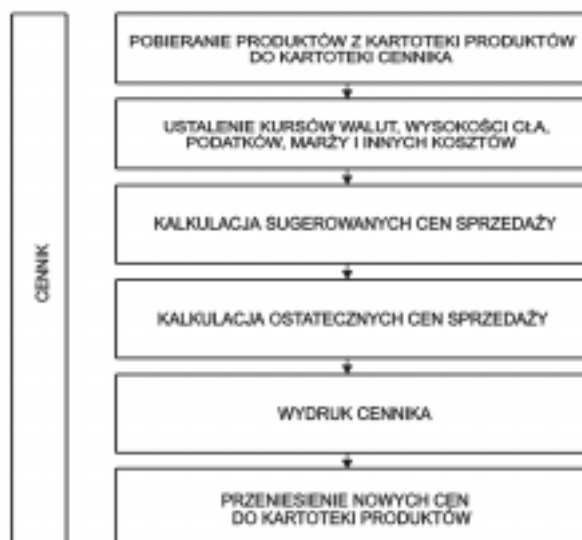 CENNIK
POBIERANIE PRODUKTÓW Z KARTOTEKI PRODUKTÓW
DO KARTOTEKI CENNIKA
USTALENIE KURSÓW WALUT, WYSOKOŚCI CŁA,
PODATKÓW, MARŻY I INNYCH KOSZTÓW
KALKULACJA SUGEROWANYCH CEN SPRZEDAŻY
KALKULACJA OSTATECZNYCH CEN SPRZEDAŻY
WYDRUK CENNIKA
PRZENIESIENIE NOWYCH CEN
DO KARTOTEKI PRODUKTÓW